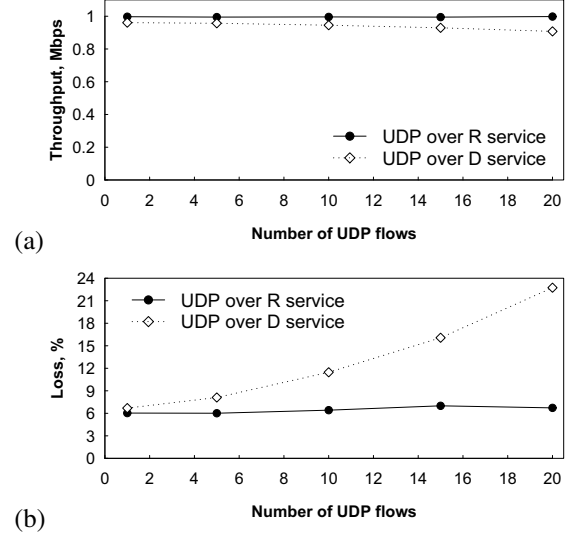 1
0.8
0.6
0.4
0.2
0
Throughput, Mbps
UDP over R service
UDP over D service
0 2 4 6 8 10 12 14 16 18 20
Number of UDP flows
(a)
24
21
18
15
12
9
6
3
0
Loss, %
UDP over R service
UDP over D service
0 2 4 6 8 10 12 14 16 18 20
Number of UDP flows
(b)